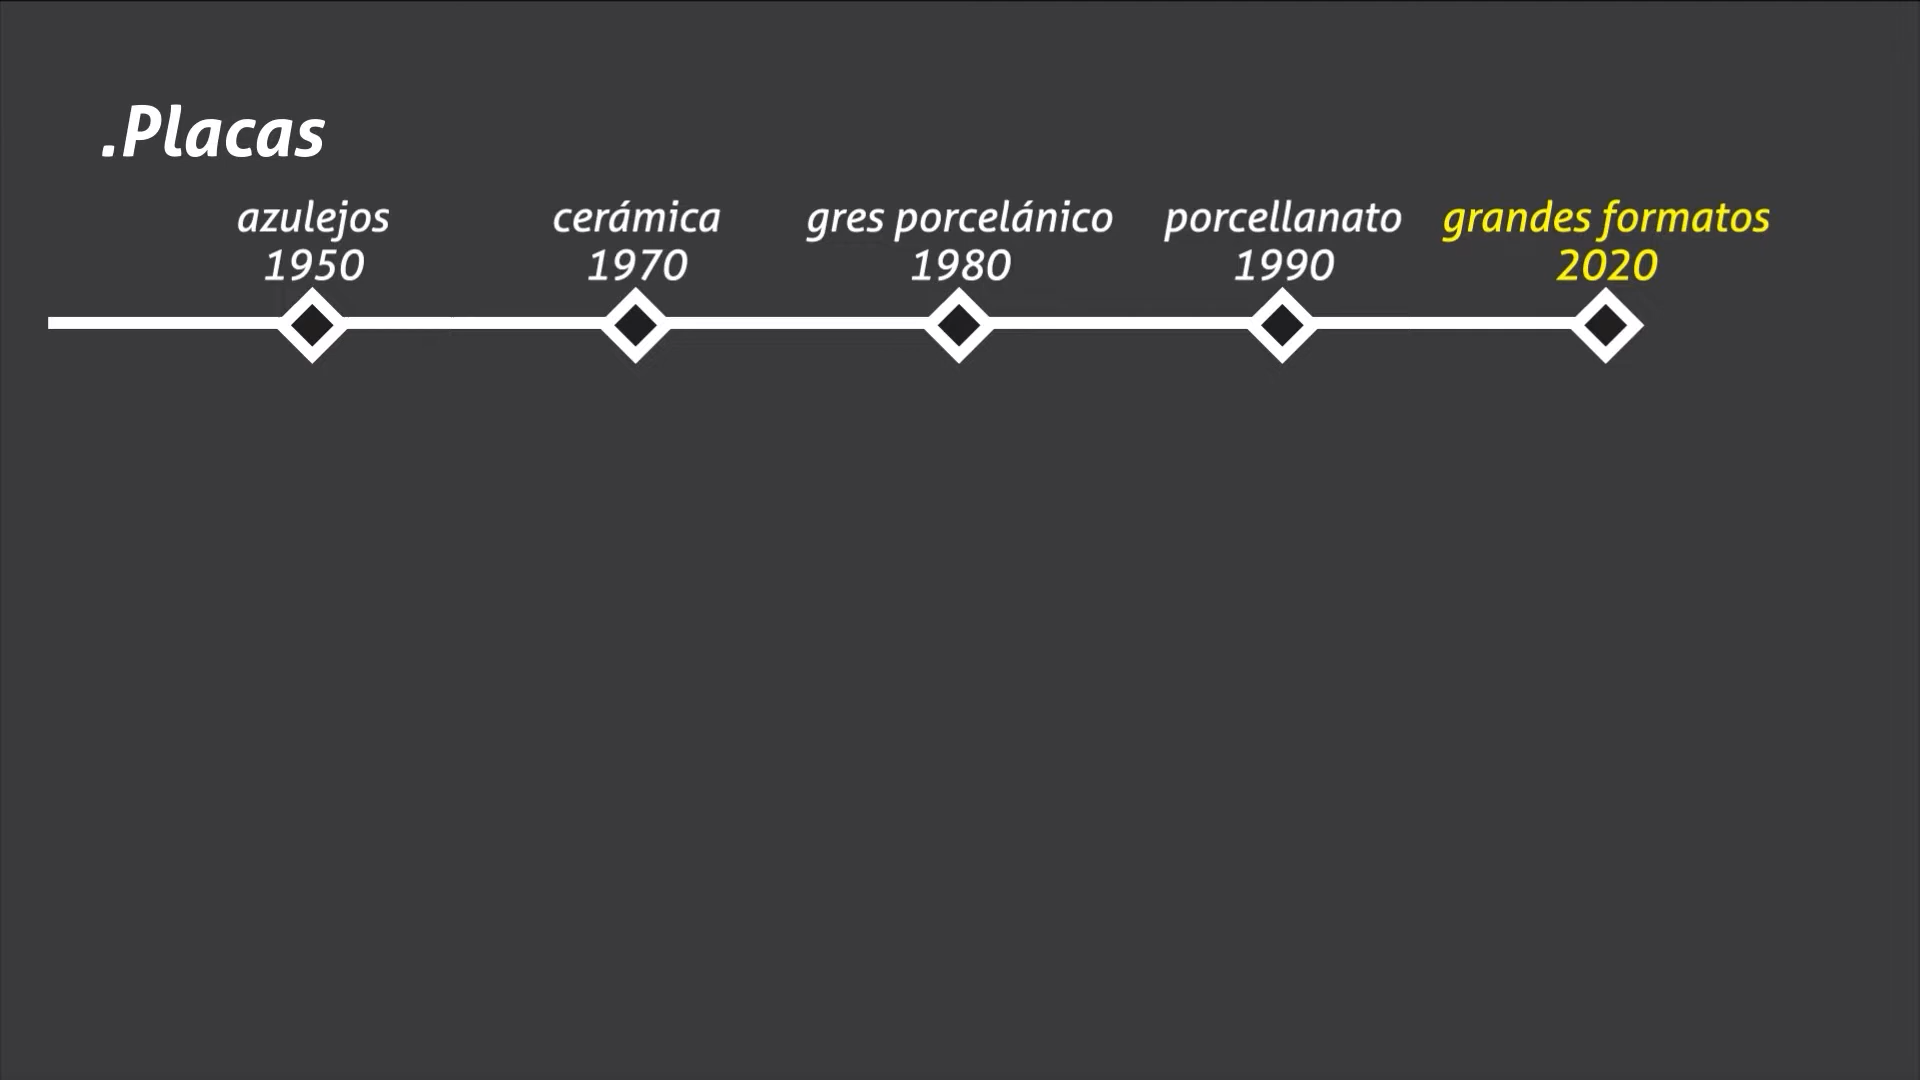 .Placas
azulejos
1950
cerámica
1970
gres porcelánico
1980
porcellanato
1990
grandes formatos
2020